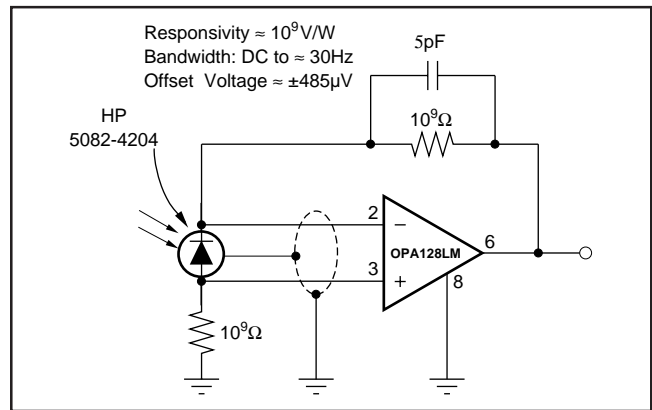 Responsivity ≈ 10⁹V/W
Bandwidth: DC to ≈ 30Hz
Offset Voltage ≈ ±485µV
5pF
HP
5082-4204
10⁹Ω
2
–
OPA128LM
6
3
+
8
10⁹Ω